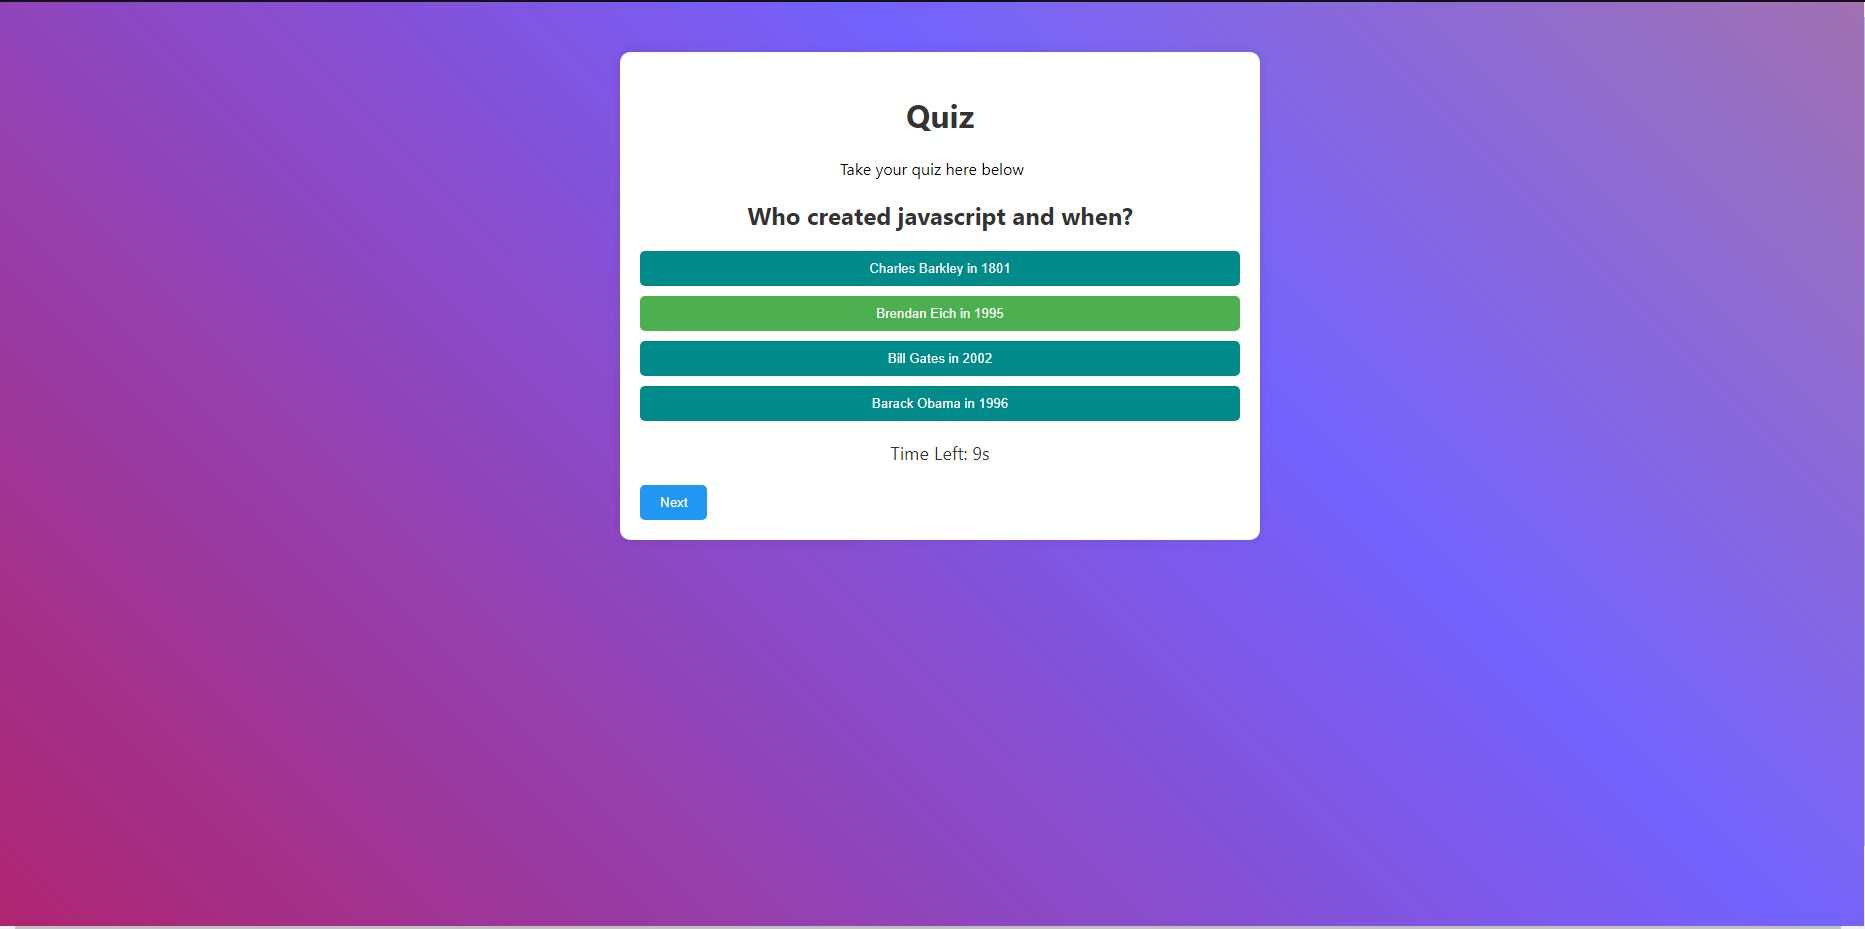 Quiz
Take your quiz here below
Who created javascript and when?
Charles Barkley in 1801
Brendan Eich in 1995
Bill Gates in 2002
Barack Obama in 1996
Time Left: 9s
Next